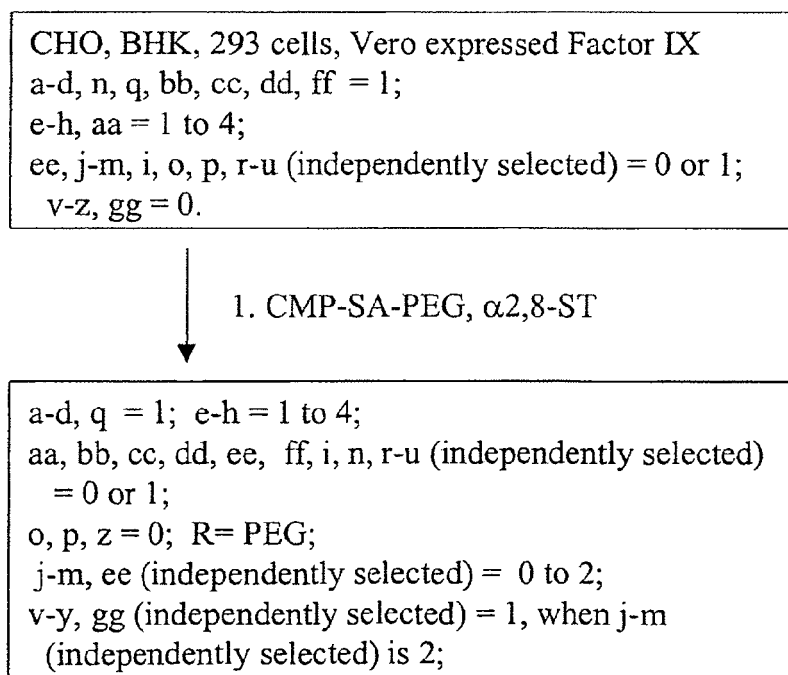 CHO, BHK, 293 cells, Vero expressed Factor IX
a-d, n, q, bb, cc, dd, ff = 1;
e-h, aa = 1 to 4;
ee, j-m, i, o, p, r-u (independently selected) = 0 or 1;
v-z, gg = 0.
1. CMP-SA-PEG, α2,8-ST
a-d, q = 1; e-h = 1 to 4;
aa, bb, cc, dd, ee, ff, i, n, r-u (independently selected)
= 0 or 1;
o, p, z = 0; R= PEG;
j-m, ee (independently selected) = 0 to 2;
v-y, gg (independently selected) = 1, when j-m
(independently selected) is 2;